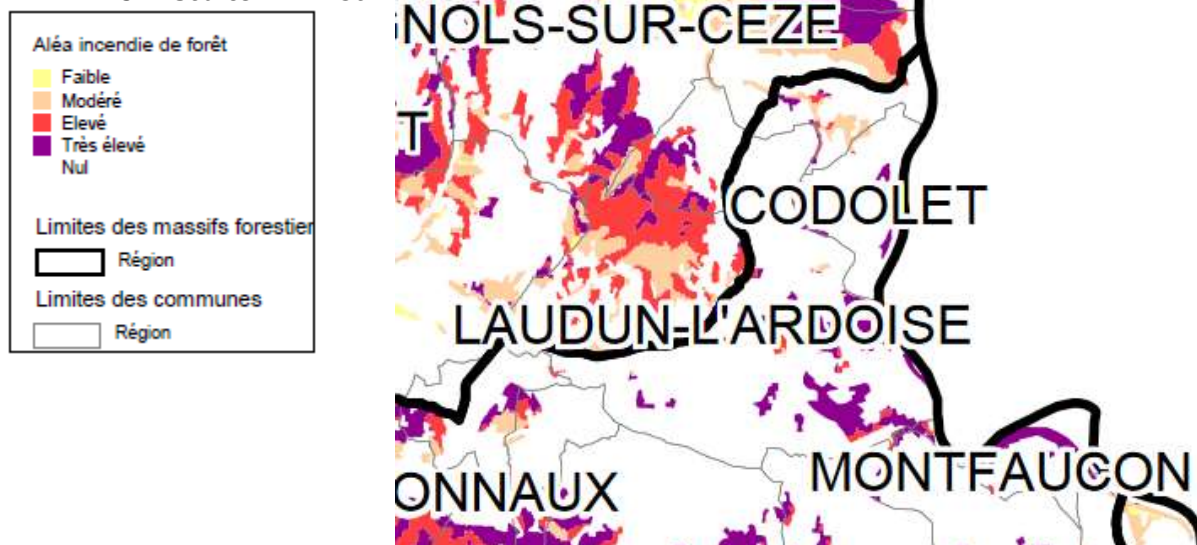 Aléa incendie de forêt
Faible
Modéré
Elevé
Très élevé
Nul
Limites des massifs forestier
Région
Limites des communes
Région
NOLS-SUR-CEZE
T
CODOLET
LAUDUN-L'ARDOISE
MONTFAUCON
ONNAUX